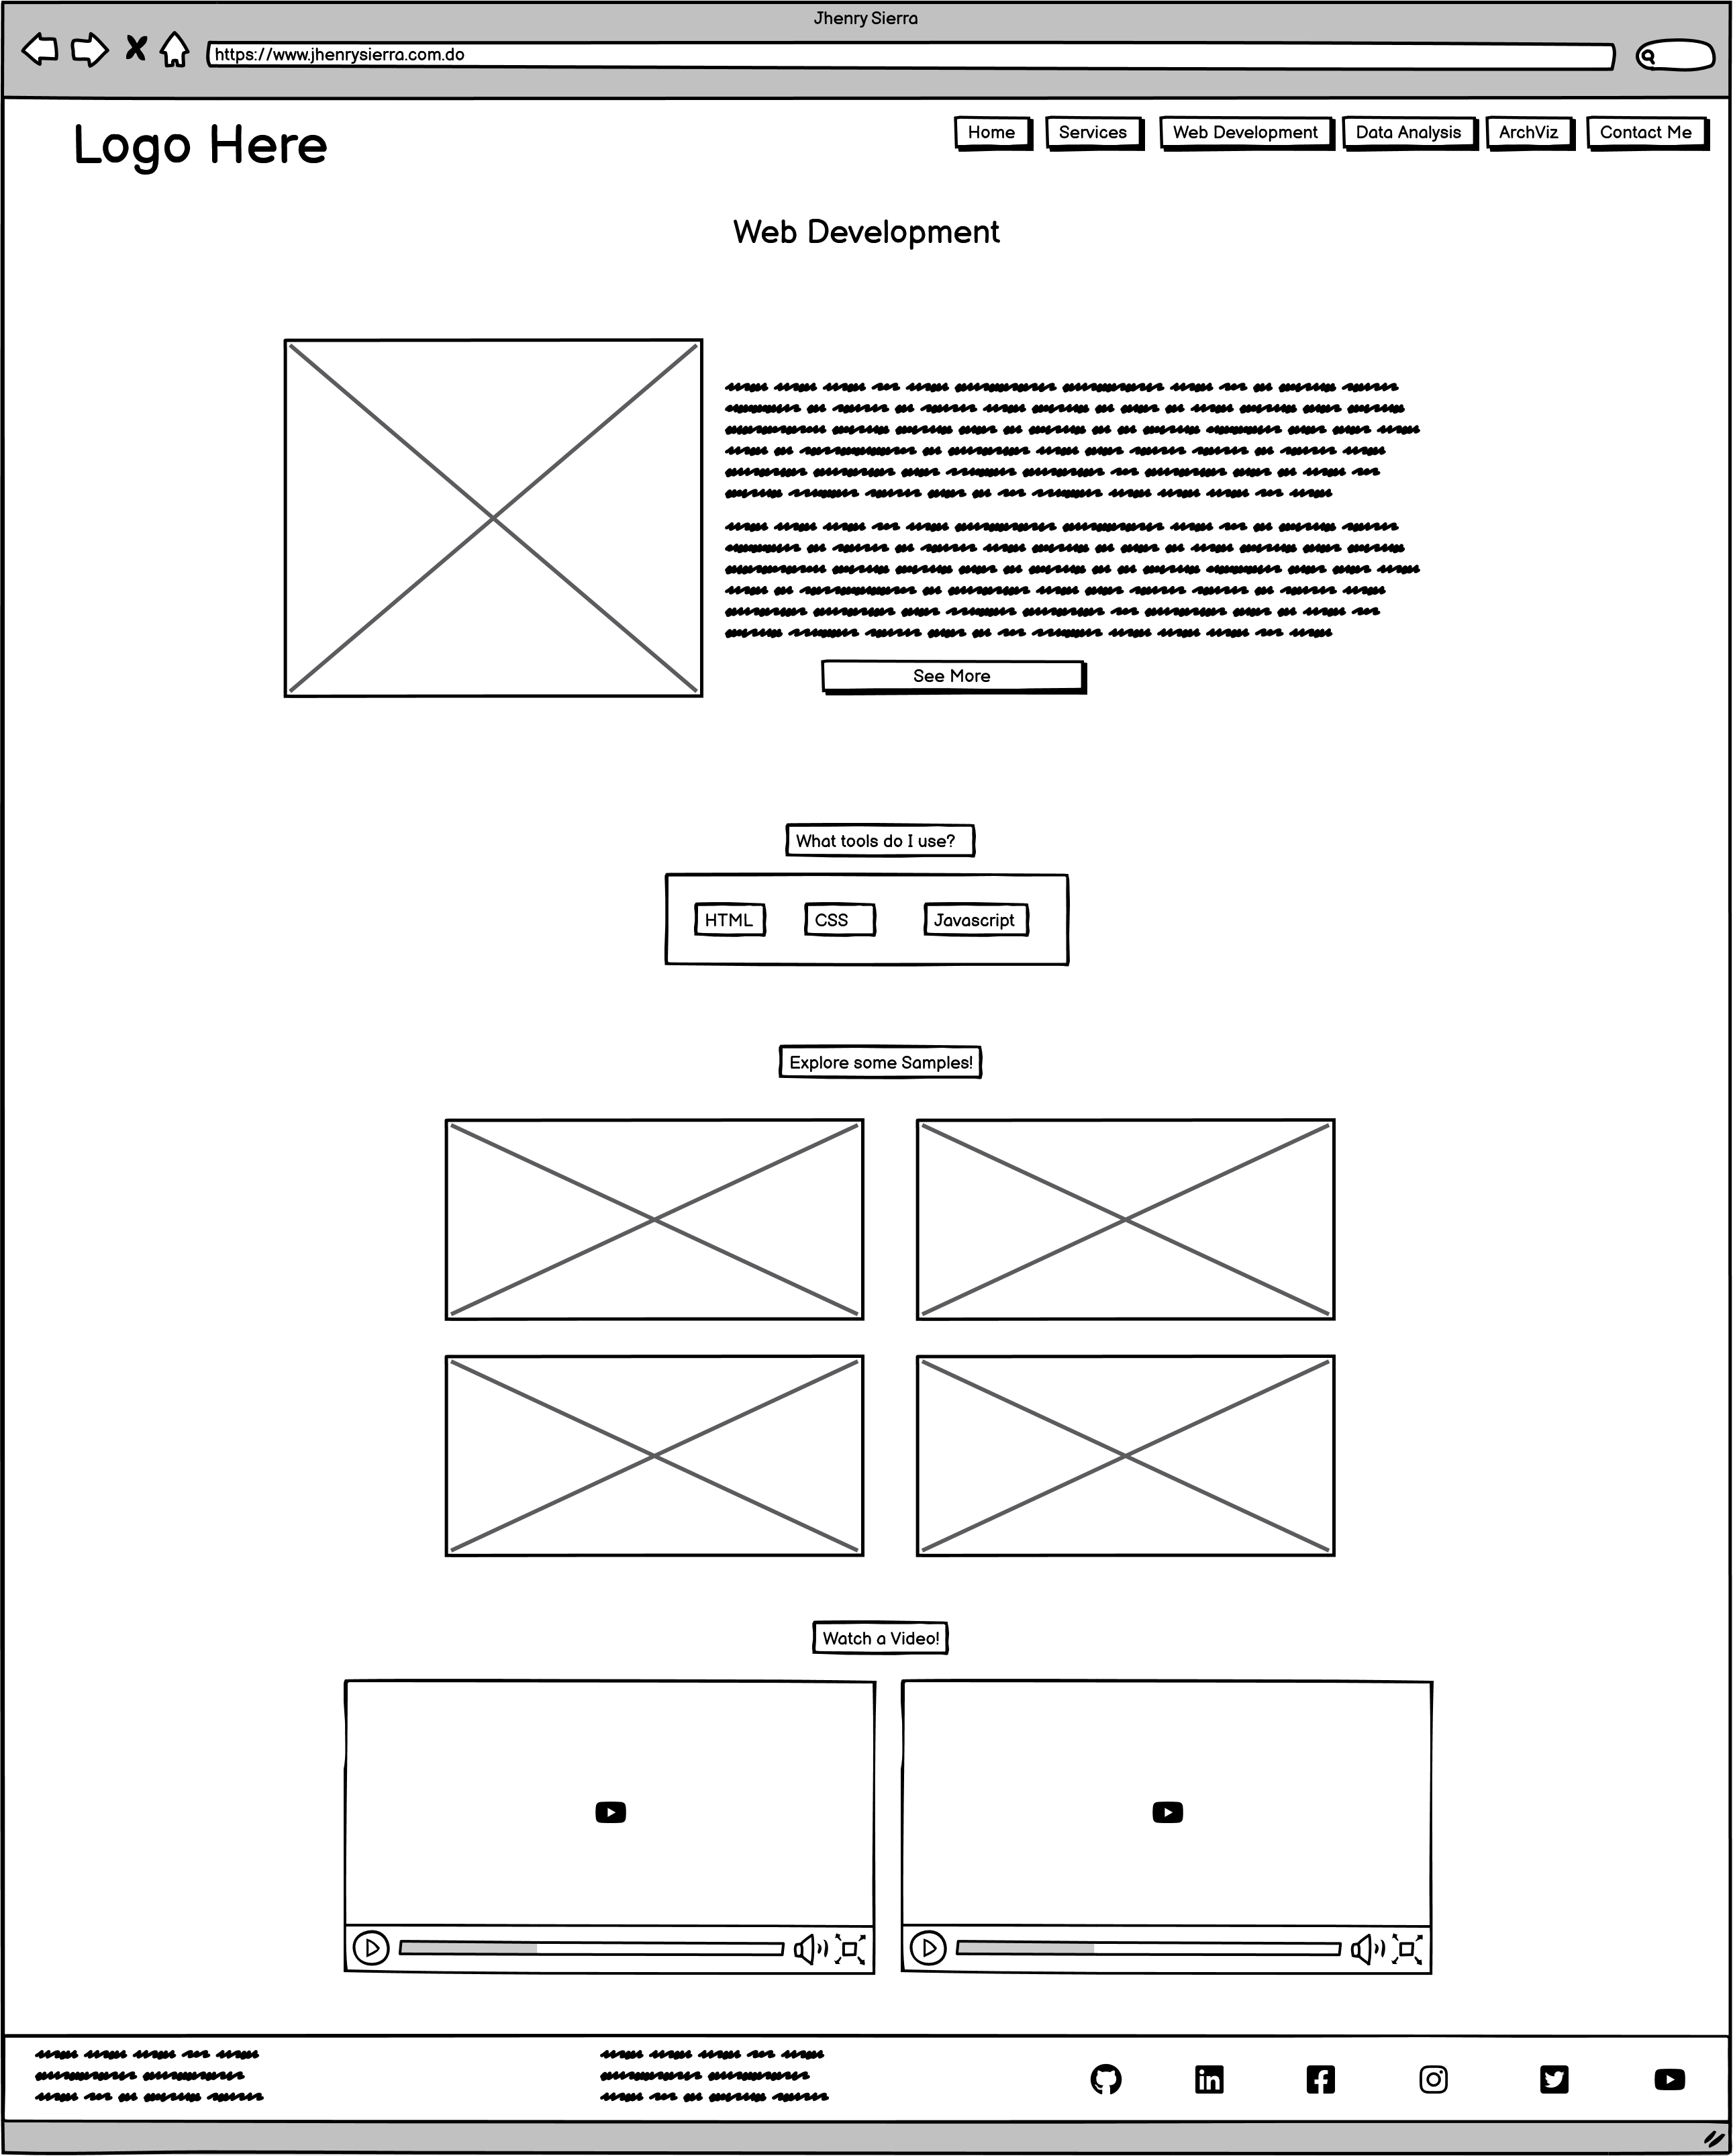 Jhenry Sierra
https://www.jhenrysierra.com.do
Logo Here
Home
Services
Web Development
Data Analysis
ArchViz
Contact Me
Web Development
See More
What tools do I use?
HTML
CSS
Javascript
Explore some Samples!
Watch a Video!